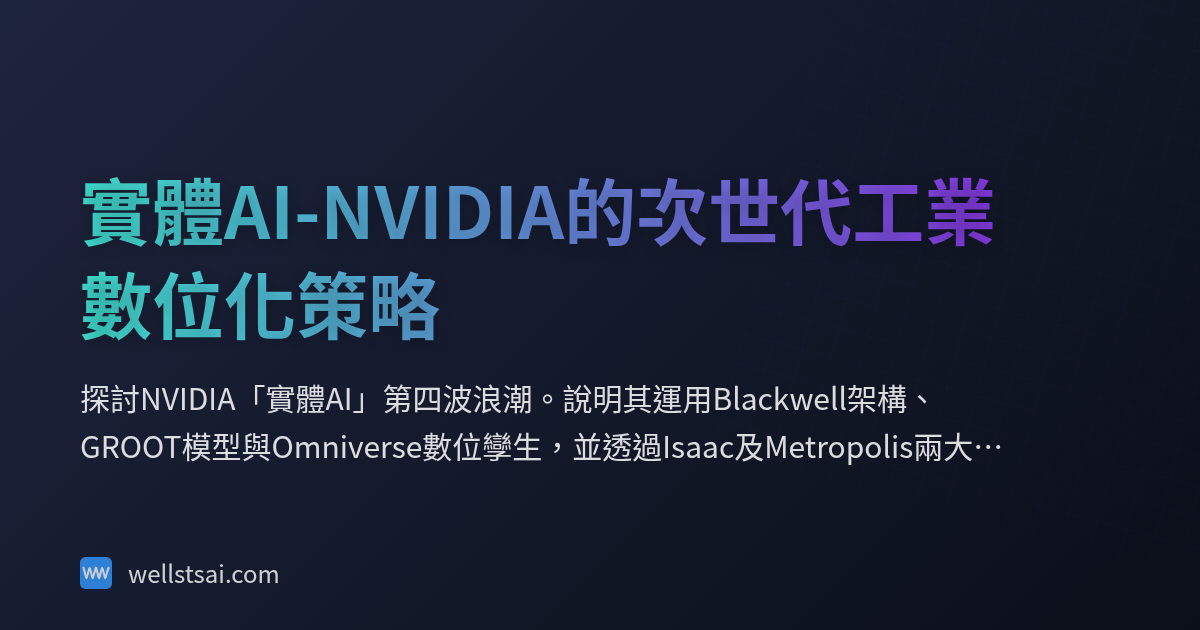 實體AI-NVIDIA的次世代工業
數位化策略
探討NVIDIA「實體AI」第四波浪潮。說明其運用Blackwell架構、
GROOT模型與Omniverse數位孿生，並透過Isaac及Metropolis兩大…
wellstsai.com